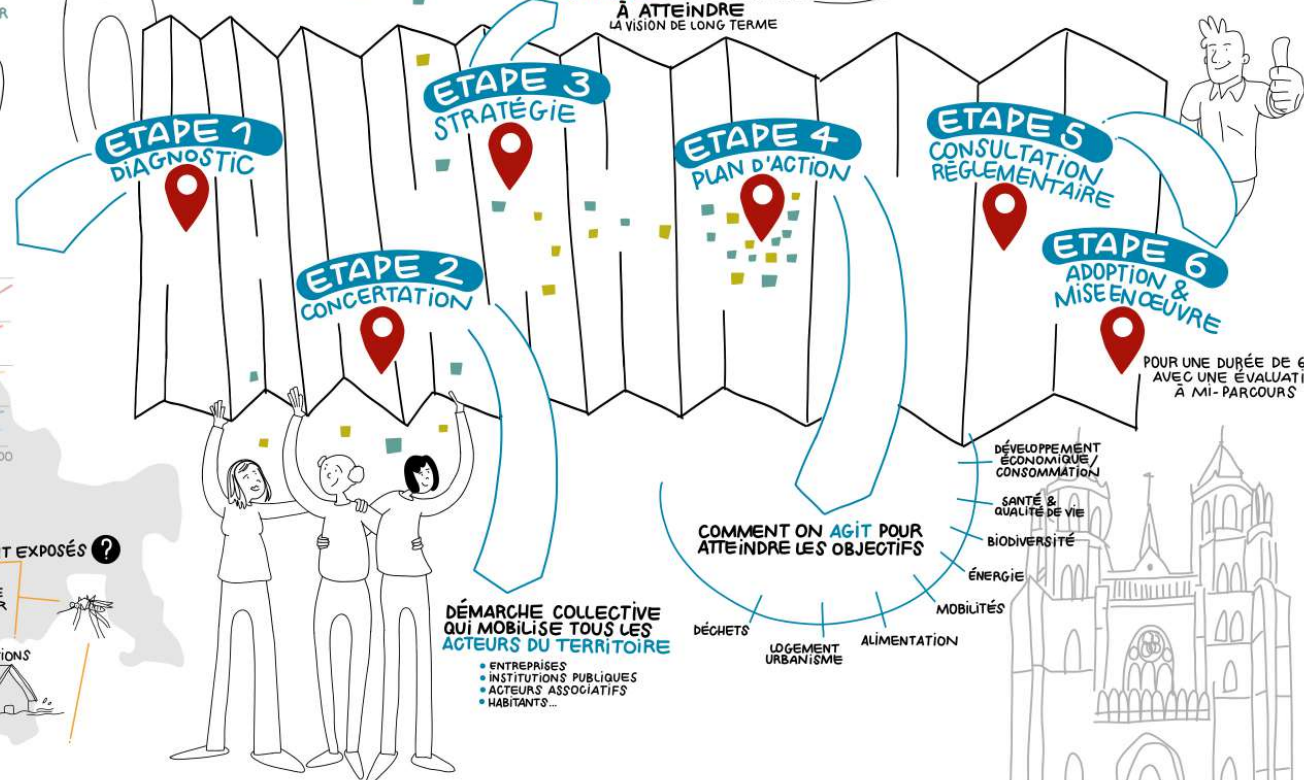 À ATTEINDRE
LA VISION DE LONG TERME
ETAPE 1
DIAGNOSTIC
ETAPE 2
CONCERTATION
ETAPE 3
STRATÉGIE
ETAPE 4
PLAN D'ACTION
ETAPE 5
CONSULTATION
RÉGLEMENTAIRE
ETAPE 6
ADOPTION &
MISE EN ŒUVRE
POUR UNE DURÉE DE
AVEC UNE
À MI-PARCOURS
DÉMARCHE COLLECTIVE
QUI MOBILISE TOUS LES
ACTEURS DU TERRITOIRE
• ENTREPRISES
• INSTITUTIONS PUBLIQUES
• ACTEURS ASSOCIATIFS
• HABITANTS...
COMMENT ON AGIT POUR
ATTEINDRE LES OBJECTIFS
DÉCHETS
LOGEMENT
URBANISME
ALIMENTATION
MOBILITÉS
ÉNERGIE
BIODIVERSITÉ
SANTÉ &
QUALITÉ DE VIE
DÉVELOPPEMENT
ÉCONOMIQUE/
CONSOMMATION
EXPOSÉS ?